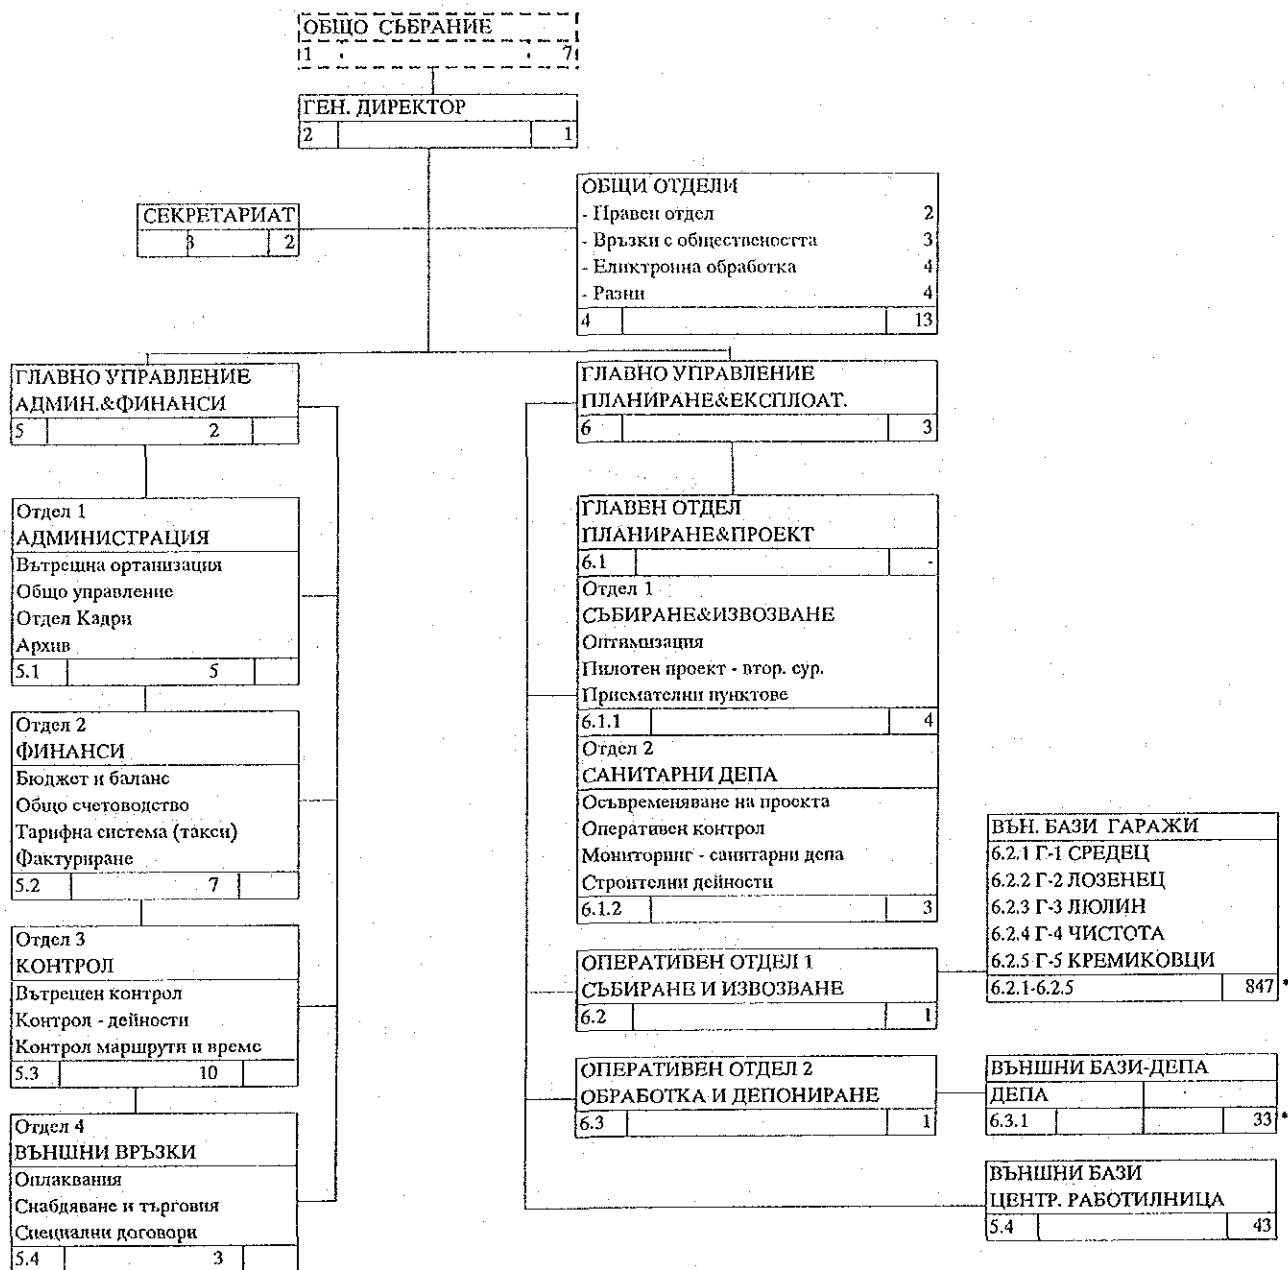 ОБЩО СЪБРАНИЕ
1 7
ГЕН. ДИРЕКТОР
2 1
СЕКРЕТАРИАТ
3 2
ОБЩИ ОТДЕЛИ
- Правен отдел 2
- Връзки с обществеността 3
- Еликтронна обработка 4
- Разни 4
4 13
ГЛАВНО УПРАВЛЕНИЕ
АДМИН.&ФИНАНСИ
5 2
Отдел 1
АДМИНИСТРАЦИЯ
Вътрешна организация
Общо управление
Отдел Кадри
Архив
5.1 5
Отдел 2
ФИНАНСИ
Бюджет и баланс
Общо счетоводство
Тарифна система (такси)
Фактуриране
5.2 7
Отдел 3
КОНТРОЛ
Вътрешен контрол
Контрол - дейности
Контрол маршрути и време
5.3 10
Отдел 4
ВЪНШНИ ВРЪЗКИ
Оплаквания
Снабдяване и търговия
Специални договори
5.4 3
ГЛАВНО УПРАВЛЕНИЕ
ПЛАНИРАНЕ&ЕКСПЛОАТ.
6 3
ГЛАВЕН ОТДЕЛ
ПЛАНИРАНЕ&ПРОЕКТ
6.1 -
Отдел 1
СЪБИРАНЕ&ИЗВОЗВАНЕ
Оптимизация
Пилотен проект - втор. сур.
Приемателни пунктове
6.1.1 4
Отдел 2
САНИТАРНИ ДЕПА
Осъвременяване на проекта
Оперативен контрол
Мониторинг - санитарни депа
Строителни дейности
6.1.2 3
ОПЕРАТИВЕН ОТДЕЛ 1
СЪБИРАНЕ И ИЗВОЗВАНЕ
6.2 1
ОПЕРАТИВЕН ОТДЕЛ 2
ОБРАБОТКА И ДЕПОНИРАНЕ
6.3 1
ВЪН. БАЗИ ГАРАЖИ
6.2.1 Г-1 СРЕДЕЦ
6.2.2 Г-2 ЛОЗЕНЕЦ
6.2.3 Г-3 ЛЮЛИН
6.2.4 Г-4 ЧИСТОТА
6.2.5 Г-5 КРЕМИКОВЦИ
6.2.1-6.2.5 847 *
ВЪНШНИ БАЗИ-ДЕПА
ДЕПА
6.3.1 33 *
ВЪНШНИ БАЗИ
ЦЕНТР. РАБОТИЛНИЦА
5.4 43